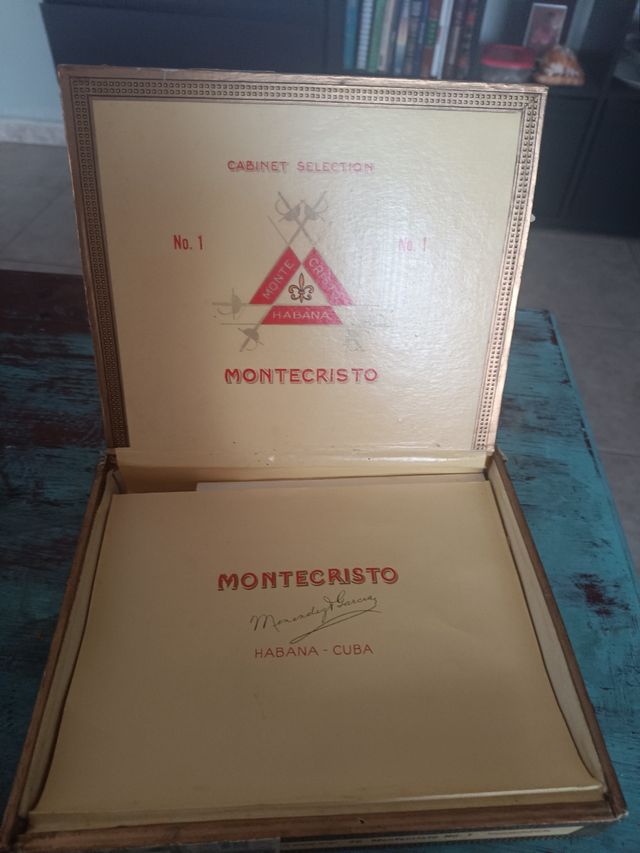 CABINET SELECTION
No. 1 No. 1
MONTE CRISTO
HABANA
MONTECRISTO
MONTECRISTO
Menendez y Garcia
HABANA - CUBA